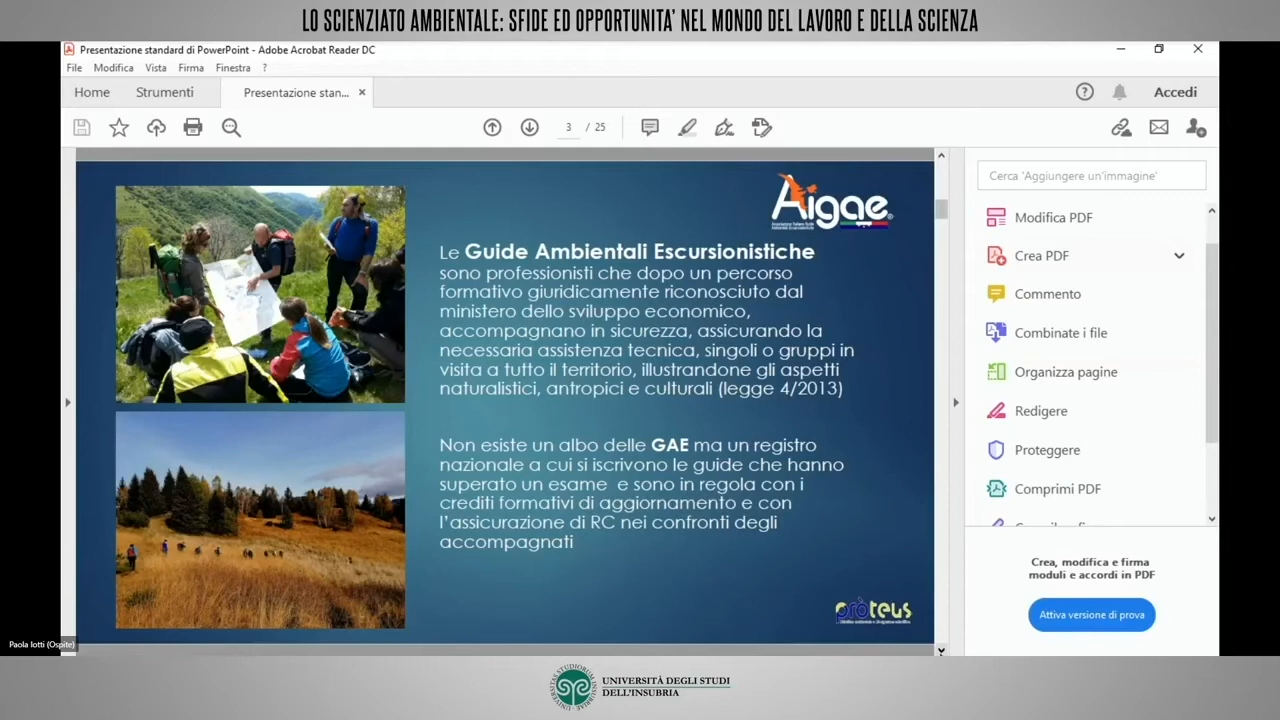 LO SCIENZIATO AMBIENTALE: SFIDE ED OPPORTUNITA' NEL MONDO DEL LAVORO E DELLA SCIENZA
Presentazione standard di PowerPoint - Adobe Acrobat Reader DC
File Modifica Vista Firma Finestra ?
Home Strumenti Presentazione stan... × Accedi
3 / 25
Cerca 'Aggiungere un'immagine'
Modifica PDF
Crea PDF
Commento
Combinate i file
Organizza pagine
Redigere
Proteggere
Comprimi PDF
Crea, modifica e firma
moduli e accordi in PDF
Attiva versione di prova
Aigae
Le Guide Ambientali Escursionistiche
sono professionisti che dopo un percorso
formativo giuridicamente riconosciuto dal
ministero dello sviluppo economico,
accompagnano in sicurezza, assicurando la
necessaria assistenza tecnica, singoli o gruppi in
visita a tutto il territorio, illustrandone gli aspetti
naturalistici, antropici e culturali (legge 4/2013)
Non esiste un albo delle GAE ma un registro
nazionale a cui si iscrivono le guide che hanno
superato un esame e sono in regola con i
crediti formativi di aggiornamento e con
l'assicurazione di RC nei confronti degli
accompagnati
pròteus
Paola Iotti (Ospite)
UNIVERSITÀ DEGLI STUDI
DELL'INSUBRIA